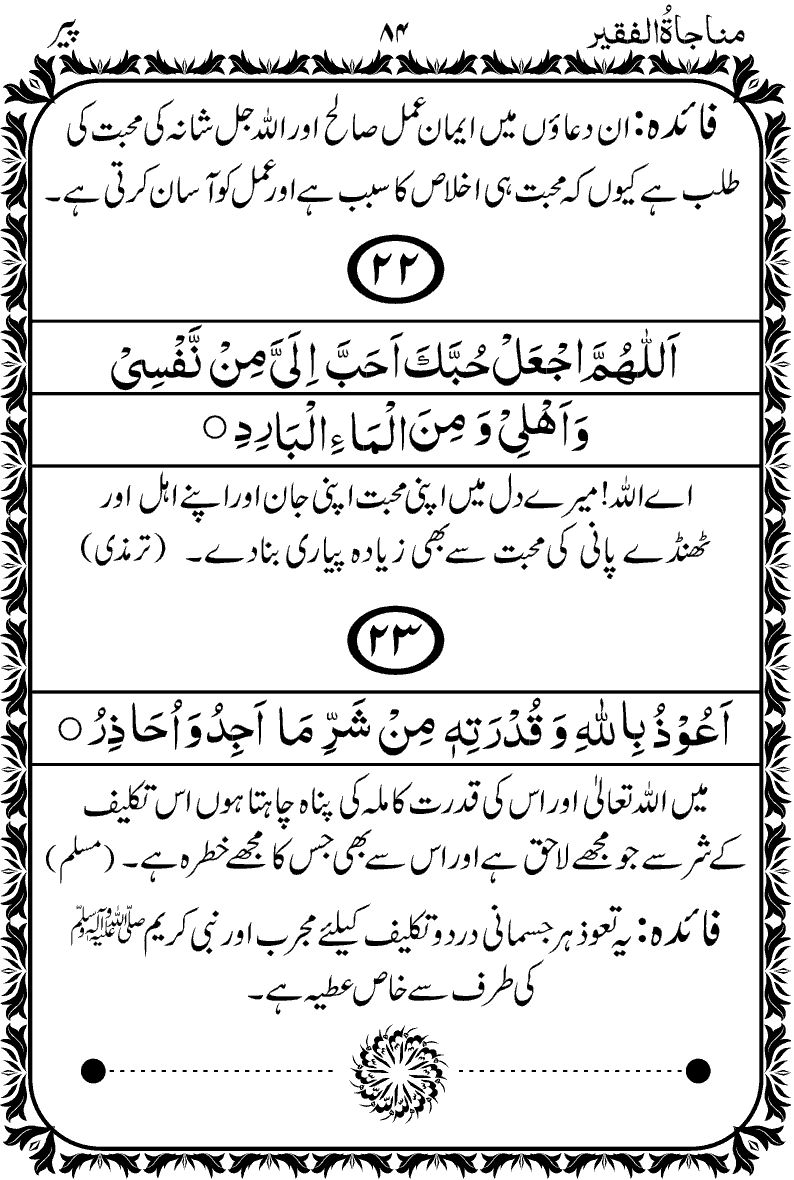 مناجاۃُ الفقیر ۸۴ پیر
فائدہ: ان دعاؤں میں ایمان عمل صالح اور اللہ جل شانہ کی محبت کی
طلب ہے کیوں کہ محبت ہی اخلاص کا سبب ہے اور عمل کو آسان کرتی ہے۔
۲۲
اَللّٰهُمَّ اجْعَلْ حُبَّكَ اَحَبَّ اِلَیَّ مِنْ نَّفْسِیْ
وَاَهْلِیْ وَ مِنَ الْمَاءِ الْبَارِدِ ○
اے اللہ! میرے دل میں اپنی محبت اپنی جان اور اپنے اہل اور
ٹھنڈے پانی کی محبت سے بھی زیادہ پیاری بنادے۔ (ترمذی)
۲۳
اَعُوْذُ بِاللّٰهِ وَ قُدْرَتِهٖ مِنْ شَرِّ مَا اَجِدُ وَاُحَاذِرُ ○
میں اللہ تعالیٰ اور اس کی قدرت کاملہ کی پناہ چاہتا ہوں اس تکلیف
کے شر سے جو مجھے لاحق ہے اور اس سے بھی جس کا مجھے خطرہ ہے۔ (مسلم)
فائدہ: یہ تعوذ ہر جسمانی درد و تکلیف کیلئے مجرب اور نبی کریم ﷺ
کی طرف سے خاص عطیہ ہے۔